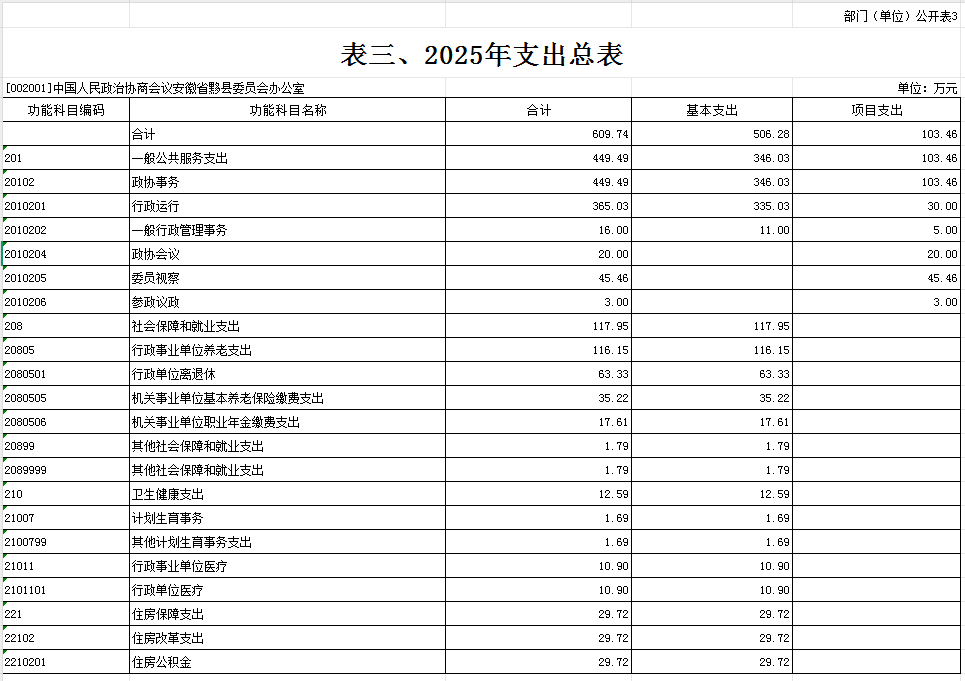 部门（单位）公开表3
表三、2025年支出总表
[002001]中国人民政治协商会议安徽省黟县委员会办公室 单位：万元
功能科目编码 功能科目名称 合计 基本支出 项目支出
合计 609.74 506.28 103.46
201 一般公共服务支出 449.49 346.03 103.46
20102 政协事务 449.49 346.03 103.46
2010201 行政运行 365.03 335.03 30.00
2010202 一般行政管理事务 16.00 11.00 5.00
2010204 政协会议 20.00 20.00
2010205 委员视察 45.46 45.46
2010206 参政议政 3.00 3.00
208 社会保障和就业支出 117.95 117.95
20805 行政事业单位养老支出 116.15 116.15
2080501 行政单位离退休 63.33 63.33
2080505 机关事业单位基本养老保险缴费支出 35.22 35.22
2080506 机关事业单位职业年金缴费支出 17.61 17.61
20899 其他社会保障和就业支出 1.79 1.79
2089999 其他社会保障和就业支出 1.79 1.79
210 卫生健康支出 12.59 12.59
21007 计划生育事务 1.69 1.69
2100799 其他计划生育事务支出 1.69 1.69
21011 行政事业单位医疗 10.90 10.90
2101101 行政单位医疗 10.90 10.90
221 住房保障支出 29.72 29.72
22102 住房改革支出 29.72 29.72
2210201 住房公积金 29.72 29.72